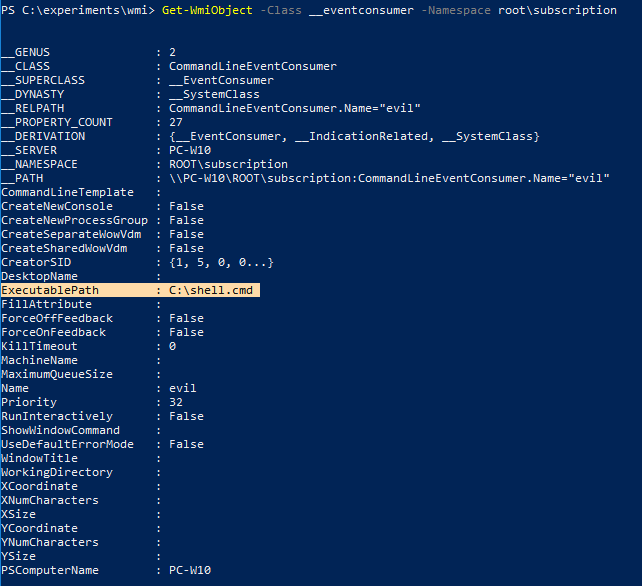 PS C:\experiments\wmi> Get-WmiObject -Class __eventconsumer -Namespace root\subscription
__GENUS : 2
__CLASS : CommandLineEventConsumer
__SUPERCLASS : __EventConsumer
__DYNASTY : __SystemClass
__RELPATH : CommandLineEventConsumer.Name="evil"
__PROPERTY_COUNT : 27
__DERIVATION : {__EventConsumer, __IndicationRelated, __SystemClass}
__SERVER : PC-W10
__NAMESPACE : ROOT\subscription
__PATH : \\PC-W10\ROOT\subscription:CommandLineEventConsumer.Name="evil"
CommandLineTemplate :
CreateNewConsole : False
CreateNewProcessGroup : False
CreateSeparateWowVdm : False
CreateSharedWowVdm : False
CreatorSID : {1, 5, 0, 0...}
DesktopName :
ExecutablePath : C:\shell.cmd
FillAttribute :
ForceOffFeedback : False
ForceOnFeedback : False
KillTimeout : 0
MachineName :
MaximumQueueSize :
Name : evil
Priority : 32
RunInteractively : False
ShowWindowCommand :
UseDefaultErrorMode : False
WindowTitle :
WorkingDirectory :
XCoordinate :
XNumCharacters :
XSize :
YCoordinate :
YNumCharacters :
YSize :
PSComputerName : PC-W10